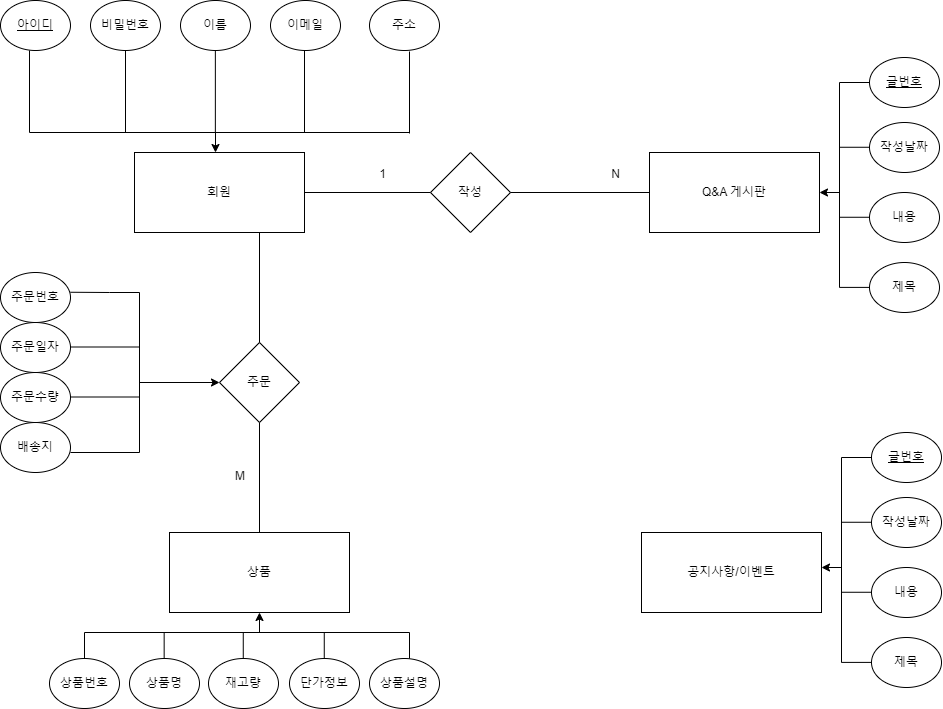 아이디
비밀번호
이름
이메일
주소
글번호
작성날짜
회원
1
작성
N
Q&A 게시판
내용
제목
주문번호
주문일자
주문
주문수량
배송지
M
글번호
작성날짜
상품
공지사항/이벤트
내용
제목
상품번호
상품명
재고량
단가정보
상품설명